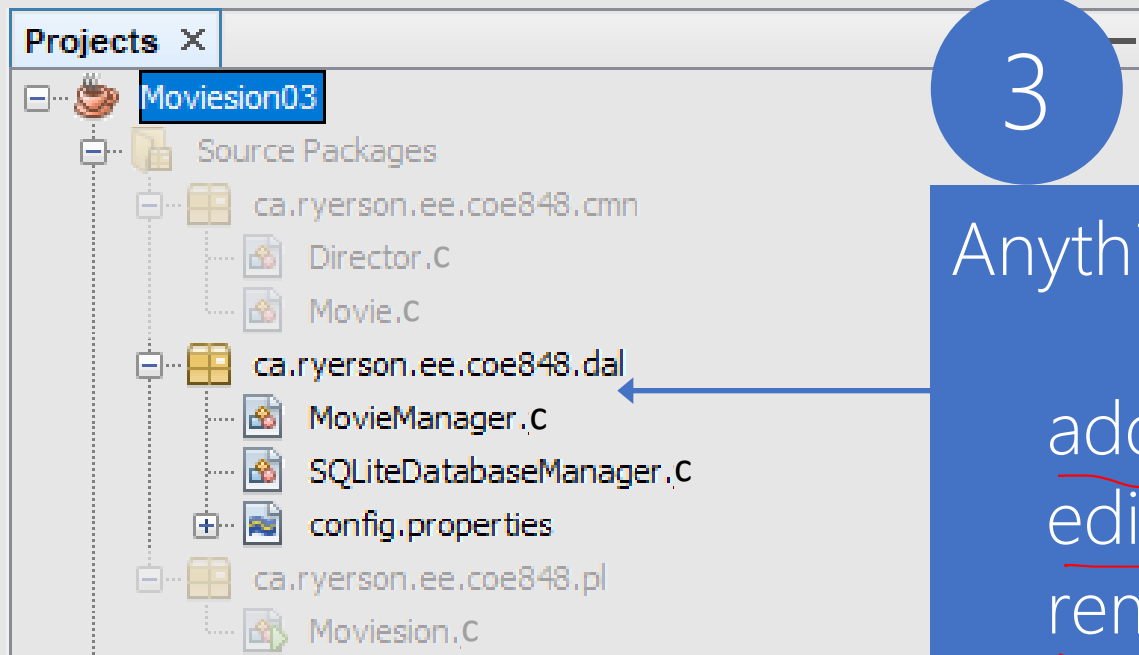 Projects
Moviesion03
3
Source Packages
ca.ryerson.ee.coe848.cmn
Director.C
Movie.C
ca.ryerson.ee.coe848.dal
MovieManager.C
SQLiteDatabaseManager.C
config.properties
ca.ryerson.ee.coe848.pl
Moviesion.C